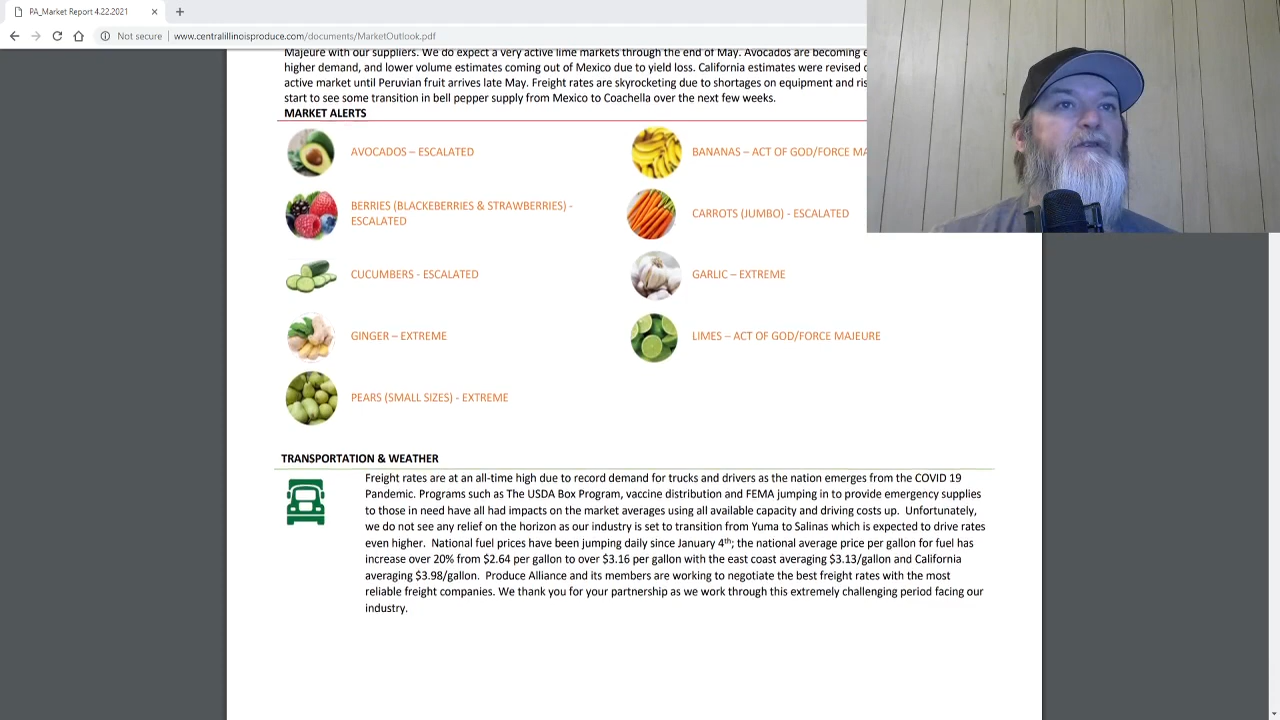 PA_Market Report 4.22.2021
Not secure | www.centralillinoisproduce.com/documents/MarketOutlook.pdf
Majeure with our suppliers. We do expect a very active lime markets through the end of May. Avocados are becoming
higher demand, and lower volume estimates coming out of Mexico due to yield loss. California estimates were revised
active market until Peruvian fruit arrives late May. Freight rates are skyrocketing due to shortages on equipment and
start to see some transition in bell pepper supply from Mexico to Coachella over the next few weeks.
MARKET ALERTS
AVOCADOS – ESCALATED
BANANAS – ACT OF GOD/FORCE MA
BERRIES (BLACKEBERRIES & STRAWBERRIES) -
ESCALATED
CARROTS (JUMBO) - ESCALATED
CUCUMBERS - ESCALATED
GARLIC – EXTREME
GINGER – EXTREME
LIMES – ACT OF GOD/FORCE MAJEURE
PEARS (SMALL SIZES) - EXTREME
TRANSPORTATION & WEATHER
Freight rates are at an all-time high due to record demand for trucks and drivers as the nation emerges from the COVID 19
Pandemic. Programs such as The USDA Box Program, vaccine distribution and FEMA jumping in to provide emergency supplies
to those in need have all had impacts on the market averages using all available capacity and driving costs up. Unfortunately,
we do not see any relief on the horizon as our industry is set to transition from Yuma to Salinas which is expected to drive rates
even higher. National fuel prices have been jumping daily since January 4th; the national average price per gallon for fuel has
increase over 20% from $2.64 per gallon to over $3.16 per gallon with the east coast averaging $3.13/gallon and California
averaging $3.98/gallon. Produce Alliance and its members are working to negotiate the best freight rates with the most
reliable freight companies. We thank you for your partnership as we work through this extremely challenging period facing our
industry.